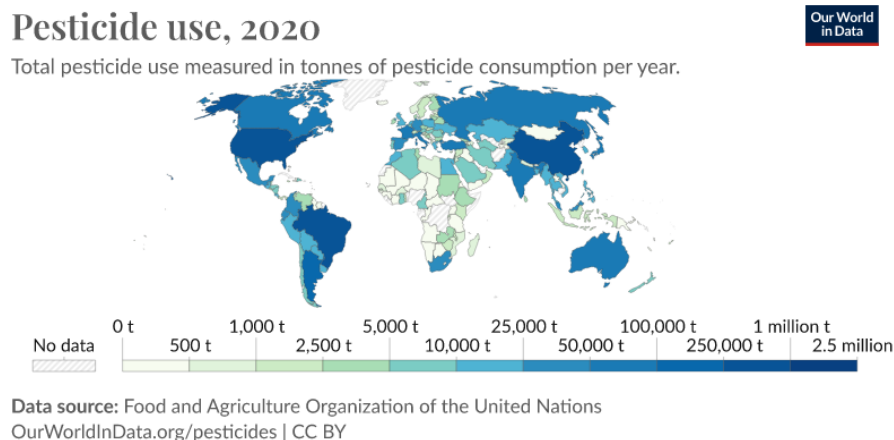 Pesticide use, 2020
Our World
in Data
Total pesticide use measured in tonnes of pesticide consumption per year.
0 t 1,000 t 5,000 t 25,000 t 100,000 t 1 million t
No data 500 t 2,500 t 10,000 t 50,000 t 250,000 t 2.5 million
Data source: Food and Agriculture Organization of the United Nations
OurWorldInData.org/pesticides | CC BY